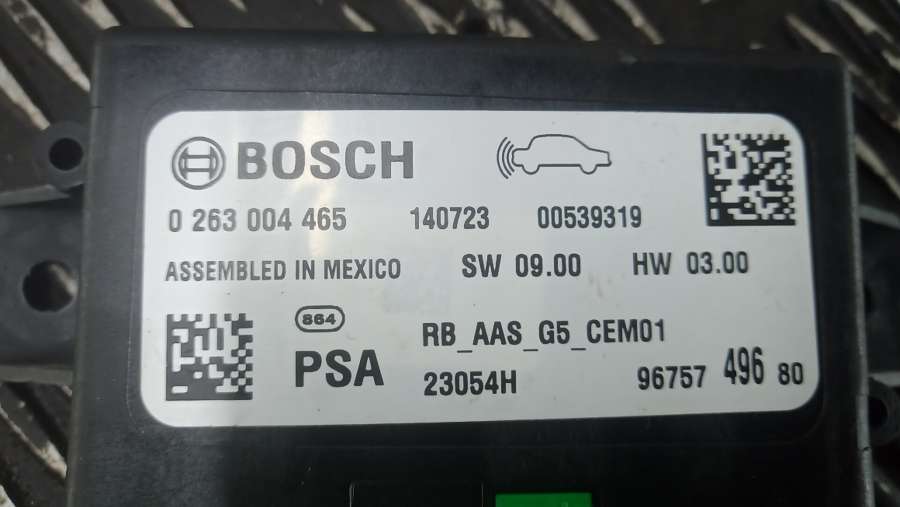 BOSCH
0 263 004 465 140723 00539319
ASSEMBLED IN MEXICO SW 09.00 HW 03.00
864
RB_AAS_G5_CEM01
PSA 23054H 96757 496 80